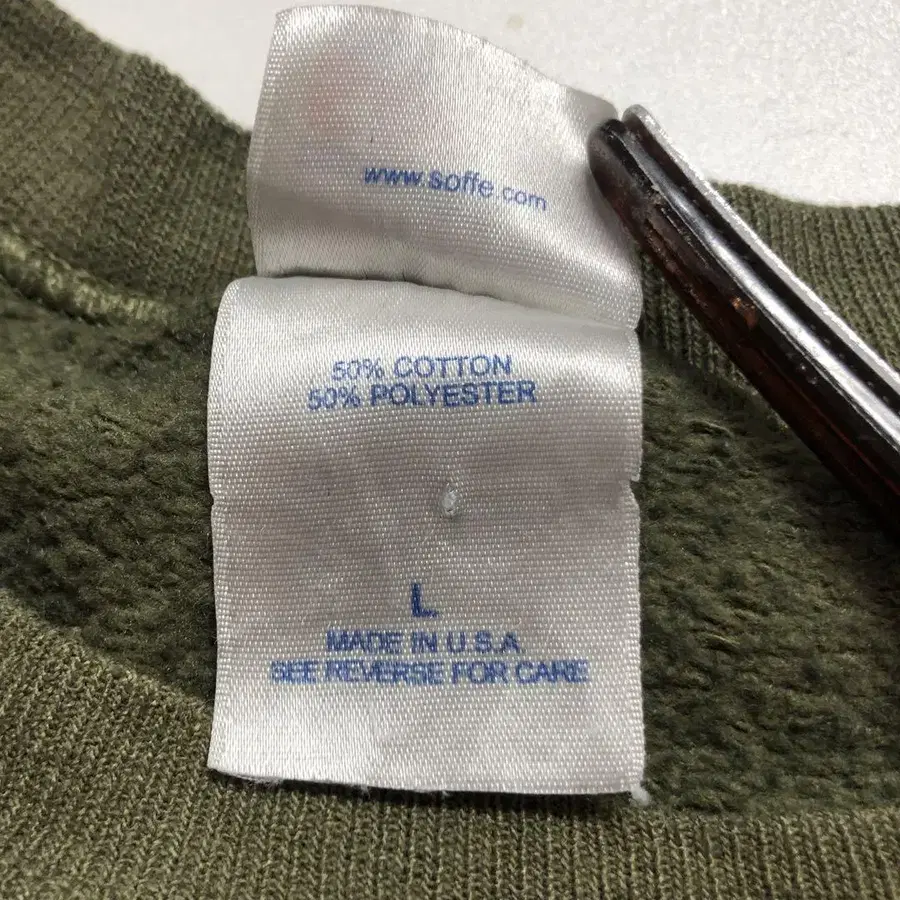 www.soffe.com
50% COTTON
50% POLYESTER
L
MADE IN U.S.A
SEE REVERSE FOR CARE